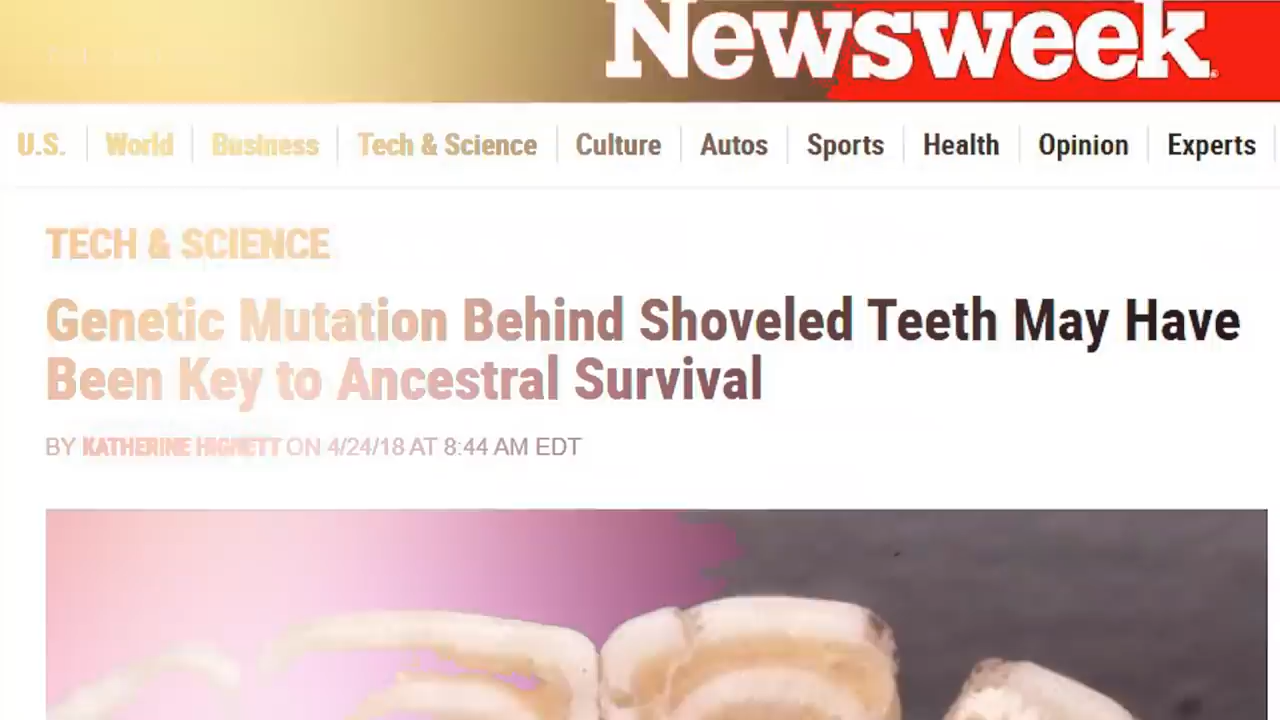 Newsweek
U.S. World Business Tech & Science Culture Autos Sports Health Opinion Experts
TECH & SCIENCE
Genetic Mutation Behind Shoveled Teeth May Have
Been Key to Ancestral Survival
BY KATHERINE HIGNETT ON 4/24/18 AT 8:44 AM EDT